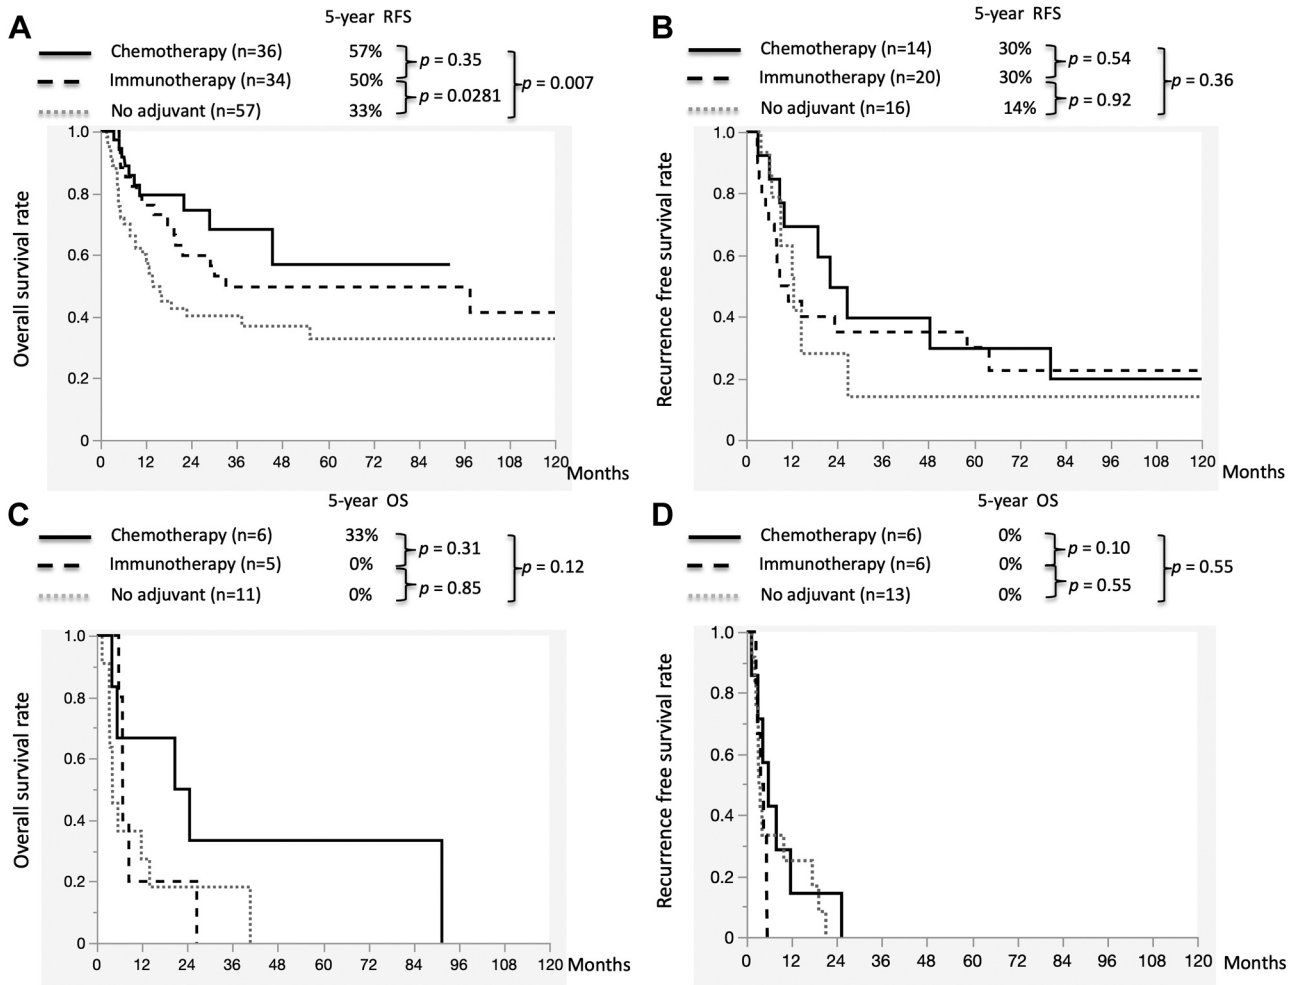 A
5-year RFS
Chemotherapy (n=36) 57%
Immunotherapy (n=34) 50%
No adjuvant (n=57) 33%
p = 0.35
p = 0.0281
p = 0.007
Overall survival rate
1.0
0.8
0.6
0.4
0.2
0
0 12 24 36 48 60 72 84 96 108 120 Months
B
5-year RFS
Chemotherapy (n=14) 30%
Immunotherapy (n=20) 30%
No adjuvant (n=16) 14%
p = 0.54
p = 0.92
p = 0.36
Recurrence free survival rate
1.0
0.8
0.6
0.4
0.2
0
0 12 24 36 48 60 72 84 96 108 120 Months
C
5-year OS
Chemotherapy (n=6) 33%
Immunotherapy (n=5) 0%
No adjuvant (n=11) 0%
p = 0.31
p = 0.85
p = 0.12
Overall survival rate
1.0
0.8
0.6
0.4
0.2
0
0 12 24 36 48 60 72 84 96 108 120 Months
D
5-year OS
Chemotherapy (n=6) 0%
Immunotherapy (n=6) 0%
No adjuvant (n=13) 0%
p = 0.10
p = 0.55
p = 0.55
Recurrence free survival rate
1.0
0.8
0.6
0.4
0.2
0
0 12 24 36 48 60 72 84 96 108 120 Months